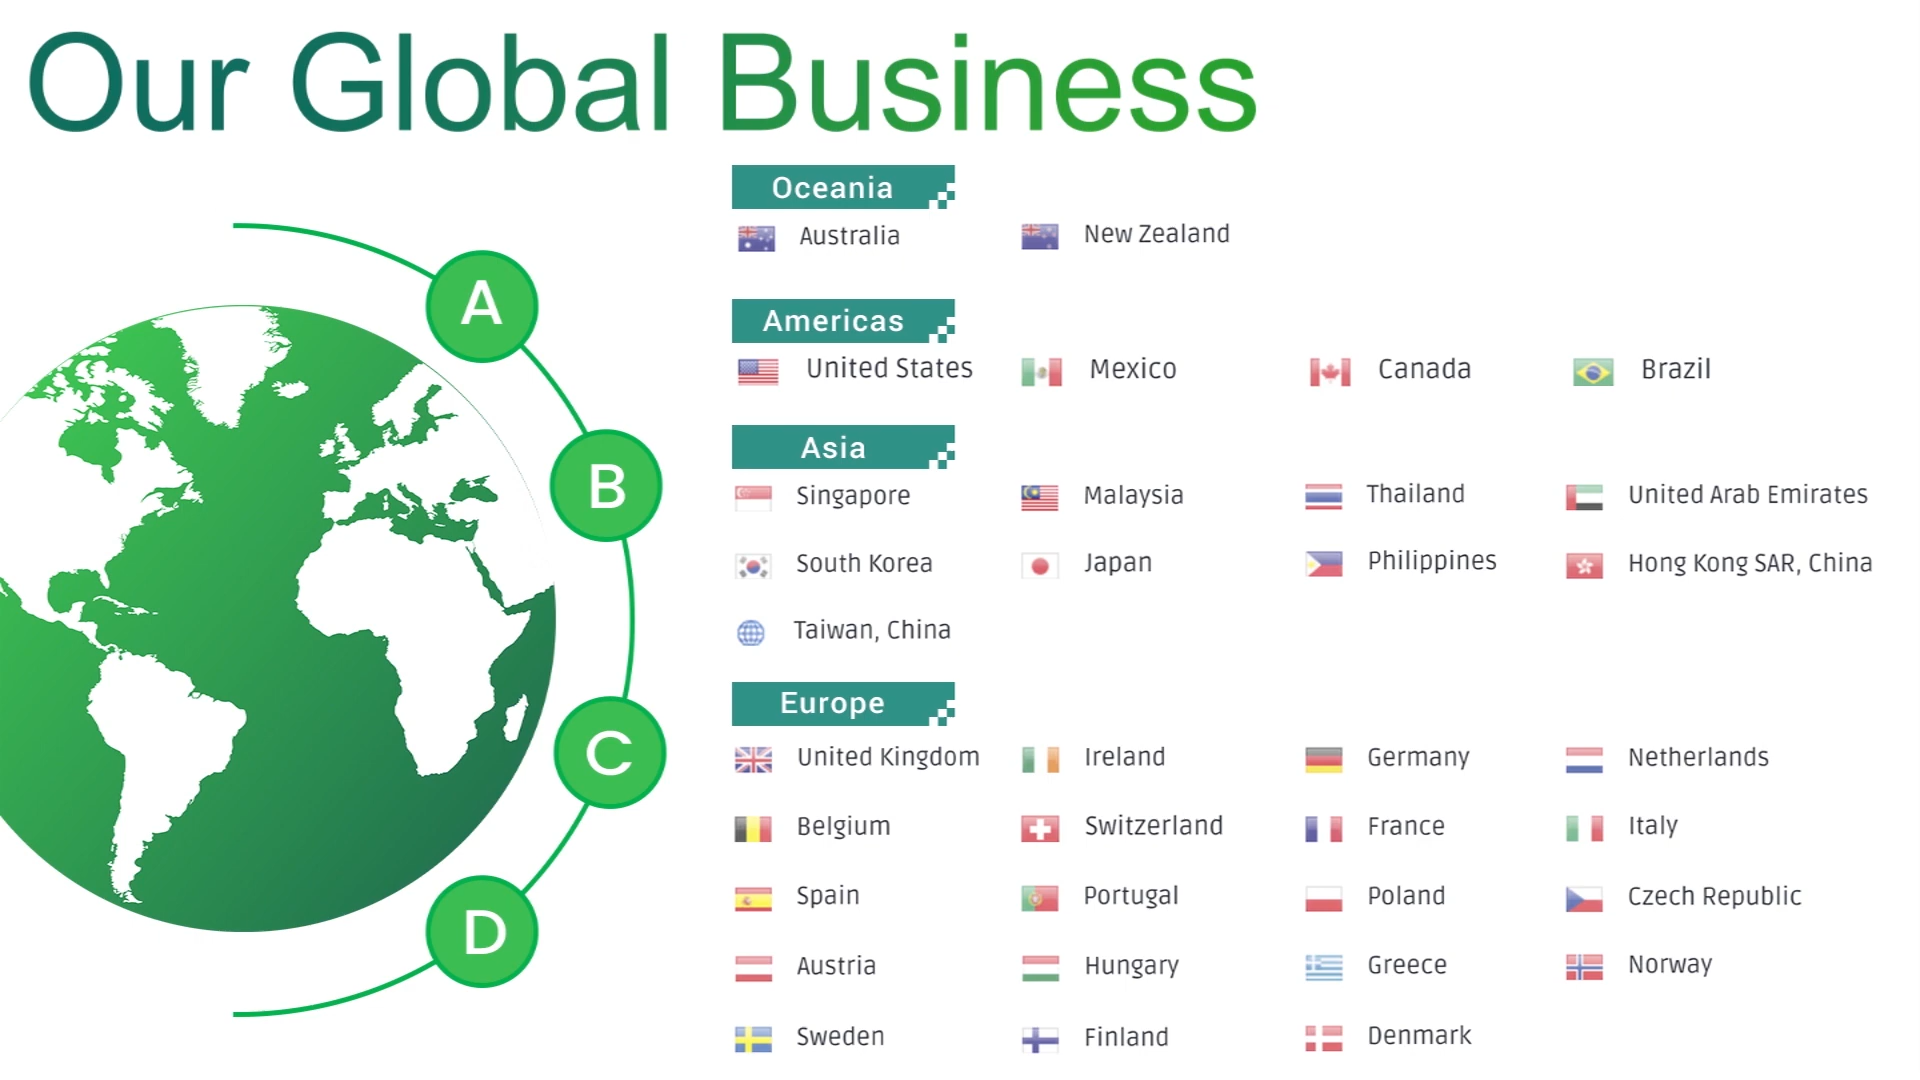 Our Global Business
A
B
C
D
Oceania
Australia New Zealand
Americas
United States Mexico Canada Brazil
Asia
Singapore Malaysia Thailand United Arab Emirates
South Korea Japan Philippines Hong Kong SAR, China
Taiwan, China
Europe
United Kingdom Ireland Germany Netherlands
Belgium Switzerland France Italy
Spain Portugal Poland Czech Republic
Austria Hungary Greece Norway
Sweden Finland Denmark